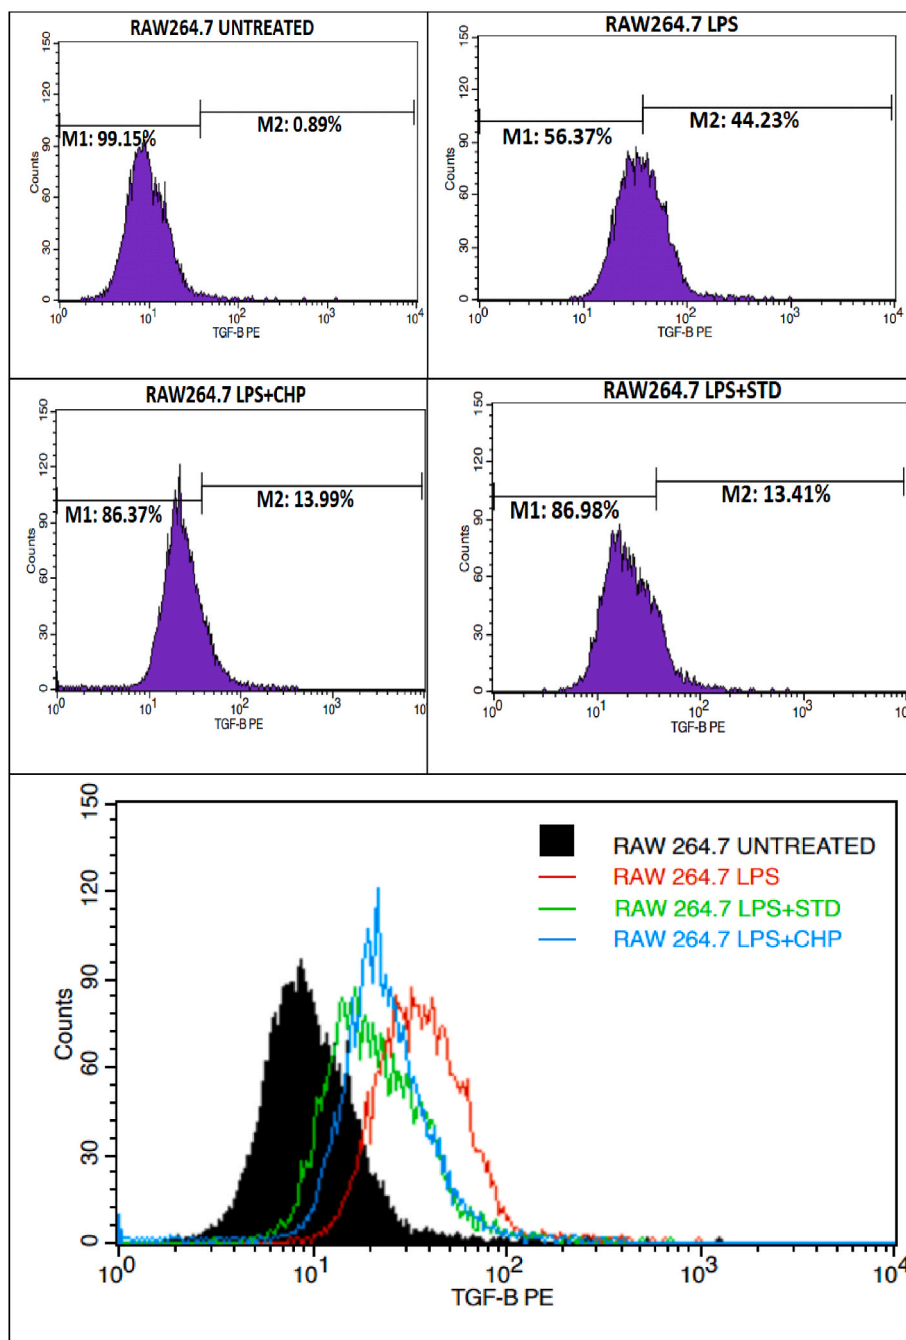 RAW264.7 UNTREATED
150
120
90
60
30
0
Counts
M1: 99.15%
M2: 0.89%
10^0 10^1 10^2 10^3 10^4
TGF-B PE
RAW264.7 LPS
150
120
90
60
30
0
Counts
M1: 56.37%
M2: 44.23%
10^0 10^1 10^2 10^3 10^4
TGF-B PE
RAW264.7 LPS+CHP
150
120
90
60
30
0
Counts
M1: 86.37%
M2: 13.99%
10^0 10^1 10^2 10^3 10^4
TGF-B PE
RAW264.7 LPS+STD
150
120
90
60
30
0
Counts
M1: 86.98%
M2: 13.41%
10^0 10^1 10^2 10^3 10
TGF-B PE
150
120
90
60
30
0
Counts
RAW 264.7 UNTREATED
RAW 264.7 LPS
RAW 264.7 LPS+STD
RAW 264.7 LPS+CHP
10^0 10^1 10^2 10^3 10^4
TGF-B PE